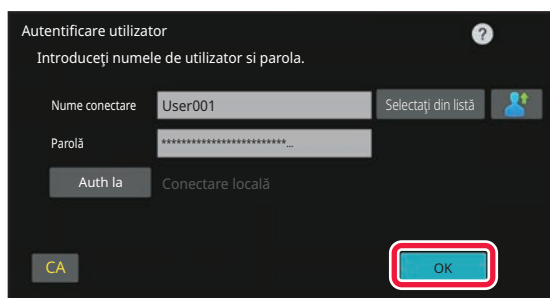 Autentificare utilizator
?
Introduceţi numele de utilizator si parola.
Nume conectare User001 Selectaţi din listă
Parolă *************************...
Auth la Conectare locală
CA OK